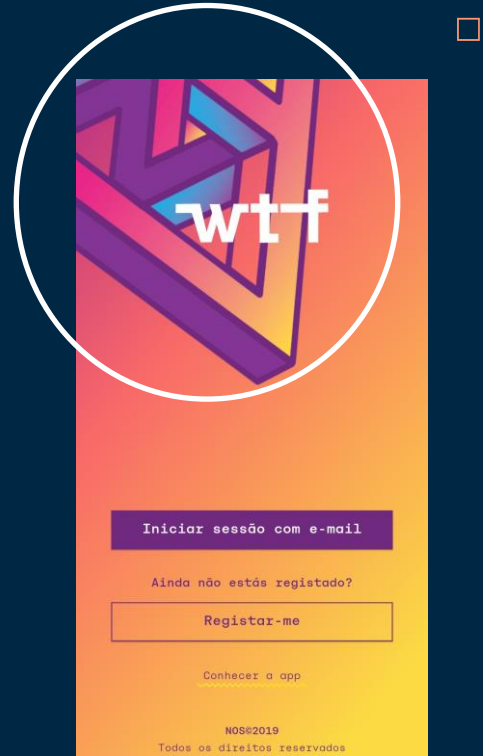 wtf
Iniciar sessão com e-mail
Ainda não estás registado?
Registar-me
Conhecer a app
NOS©2019
Todos os direitos reservados